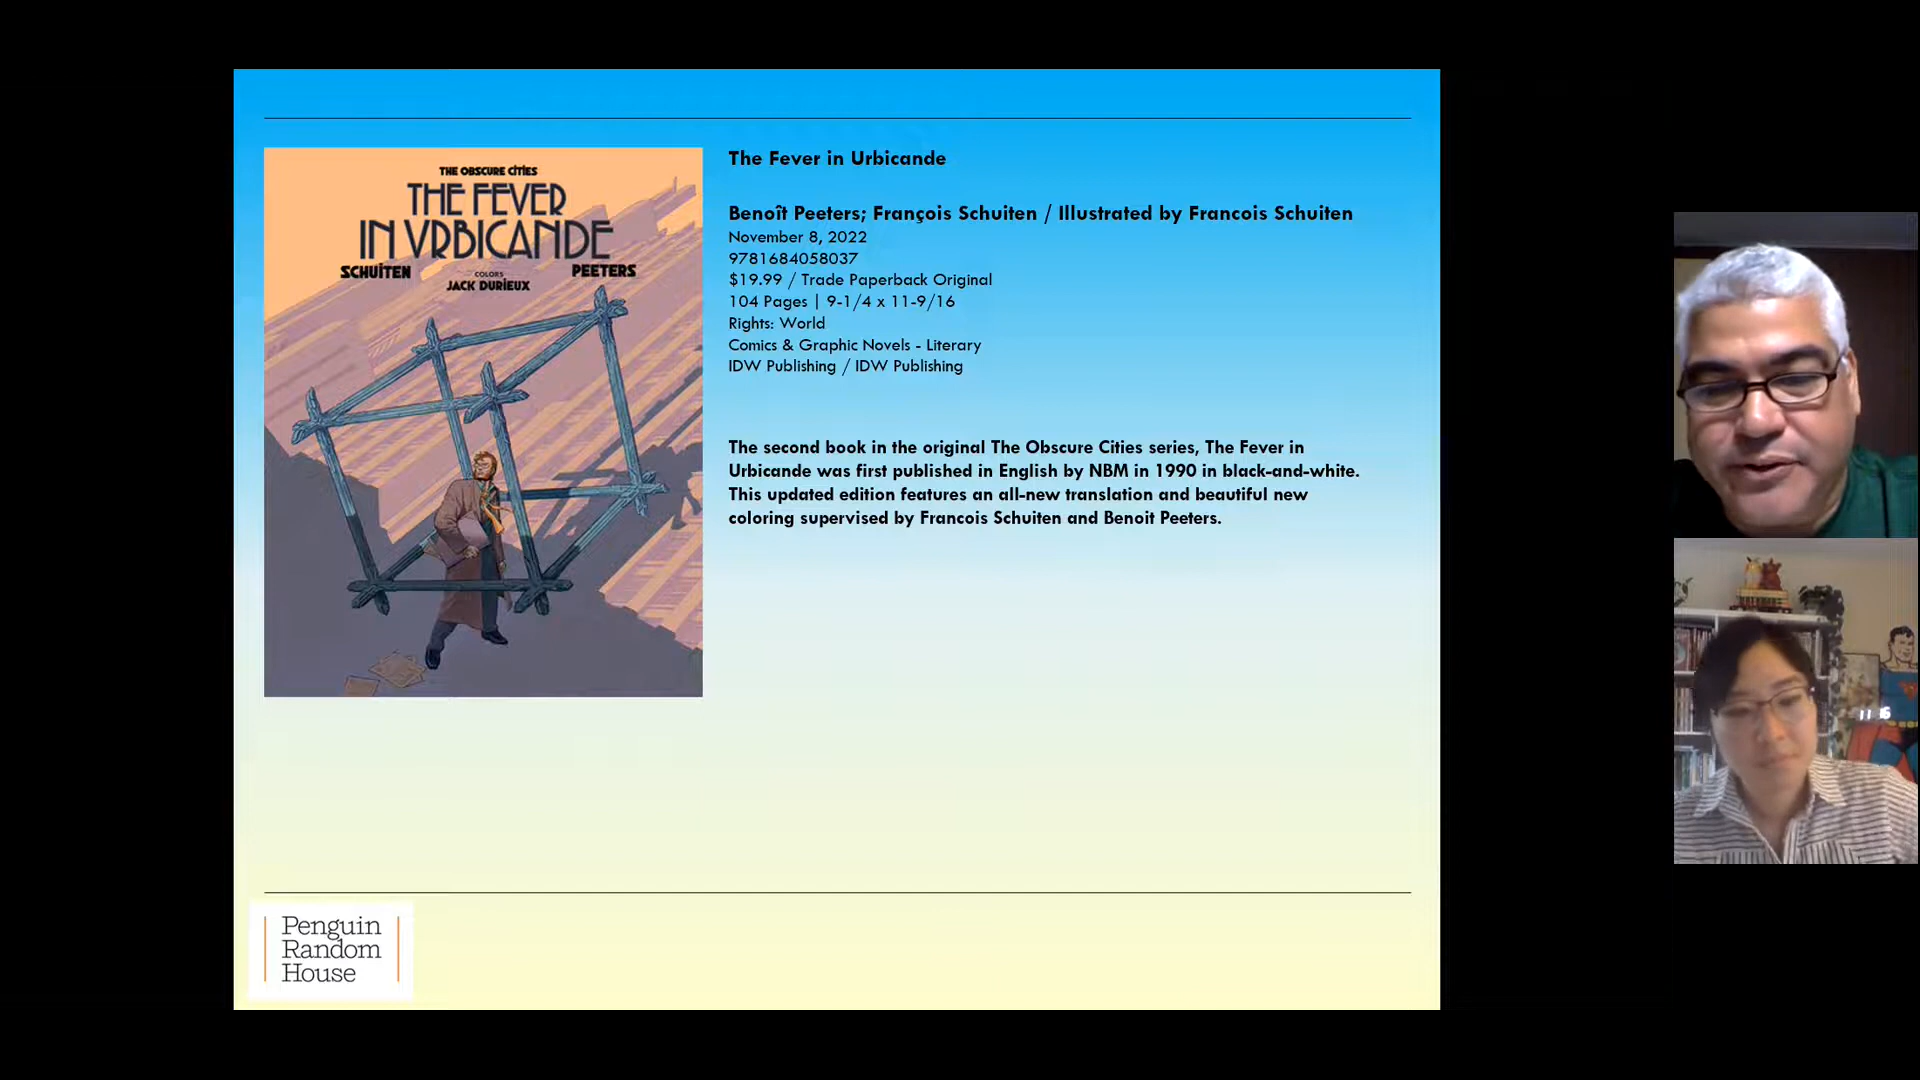 THE OBSCURE CiTiES
THE FEVER
IN VRBICANDE
SCHUiTEN
COLORS
JACK DURiEUX
PEETERS
The Fever in Urbicande
Benoît Peeters; François Schuiten / Illustrated by Francois Schuiten
November 8, 2022
9781684058037
$19.99 / Trade Paperback Original
104 Pages | 9-1/4 x 11-9/16
Rights: World
Comics & Graphic Novels - Literary
IDW Publishing / IDW Publishing
The second book in the original The Obscure Cities series, The Fever in
Urbicande was first published in English by NBM in 1990 in black-and-white.
This updated edition features an all-new translation and beautiful new
coloring supervised by Francois Schuiten and Benoit Peeters.
Penguin
Random
House